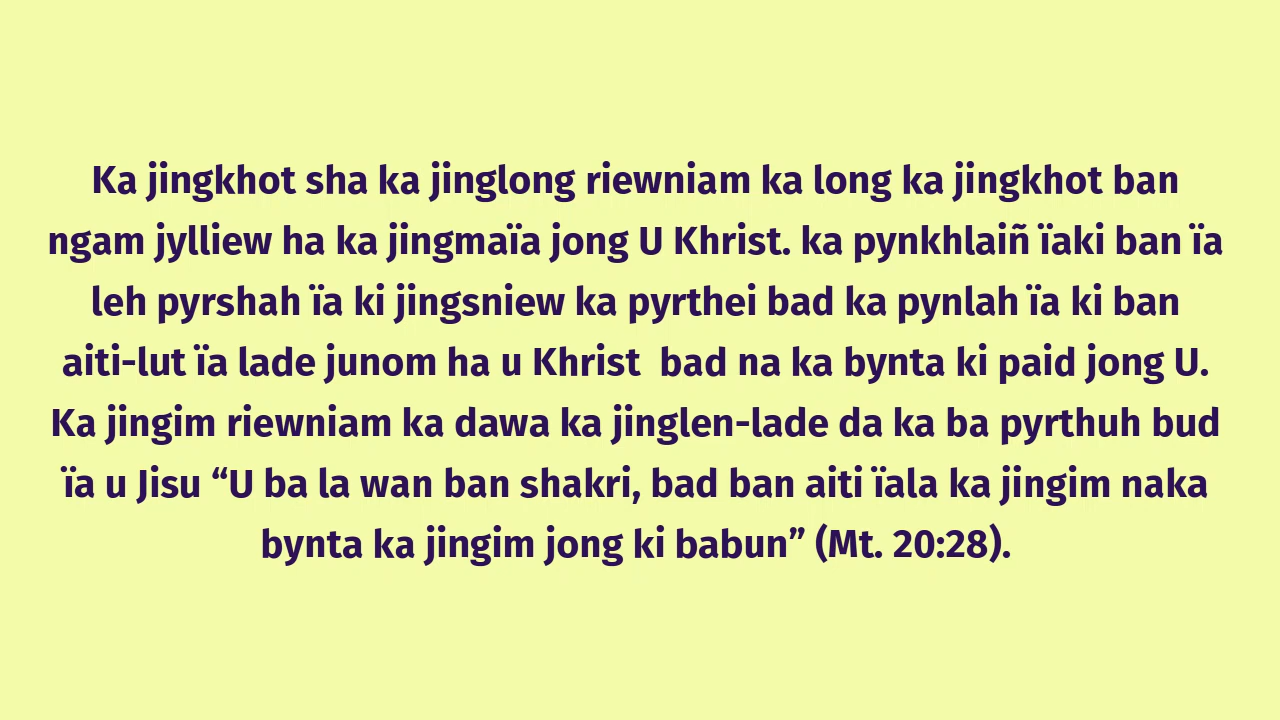 Ka jingkhot sha ka jinglong riewniam ka long ka jingkhot ban
ngam jylliew ha ka jingmaïa jong U Khrist. ka pynkhlaiñ ïaki ban ïa
leh pyrshah ïa ki jingsniew ka pyrthei bad ka pynlah ïa ki ban
aiti-lut ïa lade junom ha u Khrist  bad na ka bynta ki paid jong U.
Ka jingim riewniam ka dawa ka jinglen-lade da ka ba pyrthuh bud
ïa u Jisu “U ba la wan ban shakri, bad ban aiti ïala ka jingim naka
bynta ka jingim jong ki babun” (Mt. 20:28).